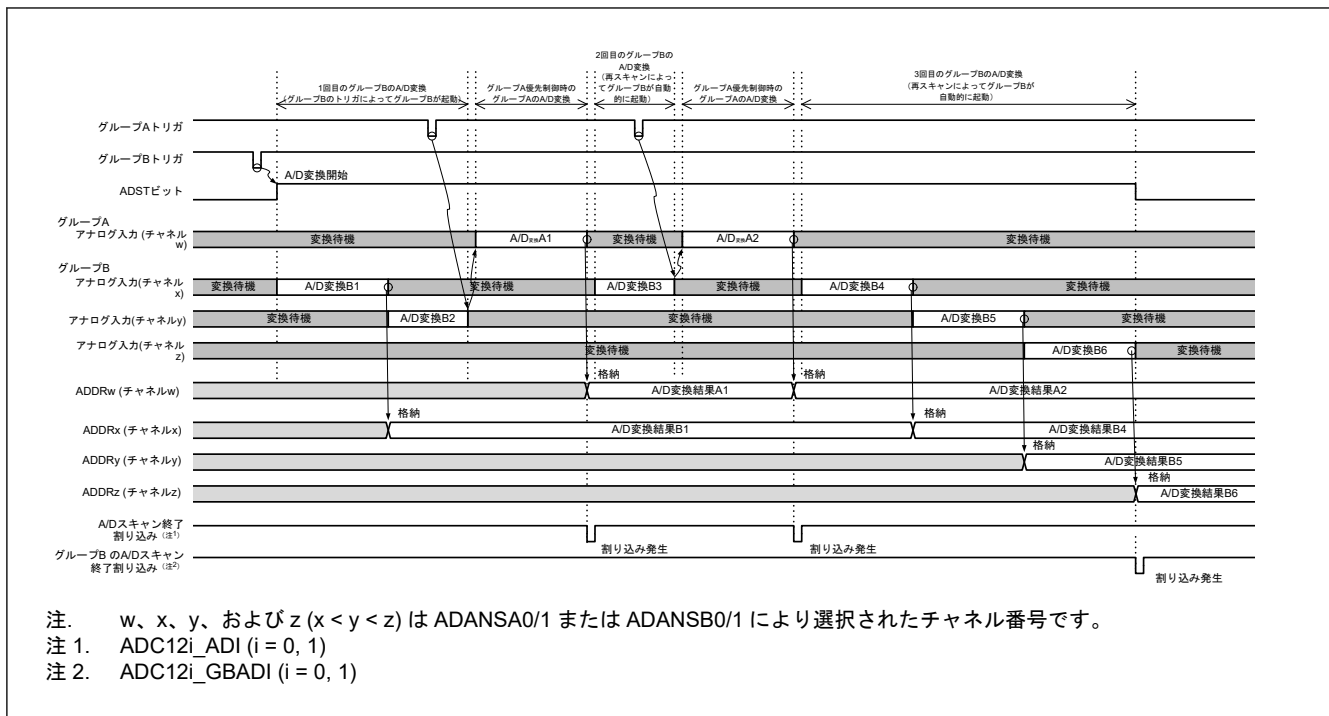 1回目のグループBのA/D変換
(グループBのトリガによってグループBが起動)
グループA優先制御時の
グループAのA/D変換
2回目のグループBの
A/D変換
(再スキャンによっ
てグループBが自動
的に起動)
グループA優先制御時の
グループAのA/D変換
3回目のグループBのA/D変換
(再スキャンによってグループBが
自動的に起動)
グループAトリガ
グループBトリガ
ADSTビット
A/D変換開始
グループA
アナログ入力 (チャネル
w)
変換待機
A/D変換A1
変換待機
A/D変換A2
変換待機
グループB
アナログ入力(チャネル
x)
変換待機
A/D変換B1
変換待機
A/D変換B3
変換待機
A/D変換B4
変換待機
アナログ入力(チャネルy)
変換待機
A/D変換B2
変換待機
A/D変換B5
変換待機
アナログ入力(チャネル
z)
変換待機
A/D変換B6
変換待機
ADDRw (チャネルw)
格納
A/D変換結果A1
格納
A/D変換結果A2
ADDRx (チャネルx)
格納
A/D変換結果B1
格納
A/D変換結果B4
ADDRy (チャネルy)
格納
A/D変換結果B5
ADDRz (チャネルz)
格納
A/D変換結果B6
A/Dスキャン終了
割り込み (注1)
割り込み発生
割り込み発生
グループB のA/Dスキャン
終了割り込み (注2)
割り込み発生
注. w、x、y、および z (x < y < z) は ADANSA0/1 または ADANSB0/1 により選択されたチャネル番号です。
注 1. ADC12i_ADI (i = 0, 1)
注 2. ADC12i_GBADI (i = 0, 1)